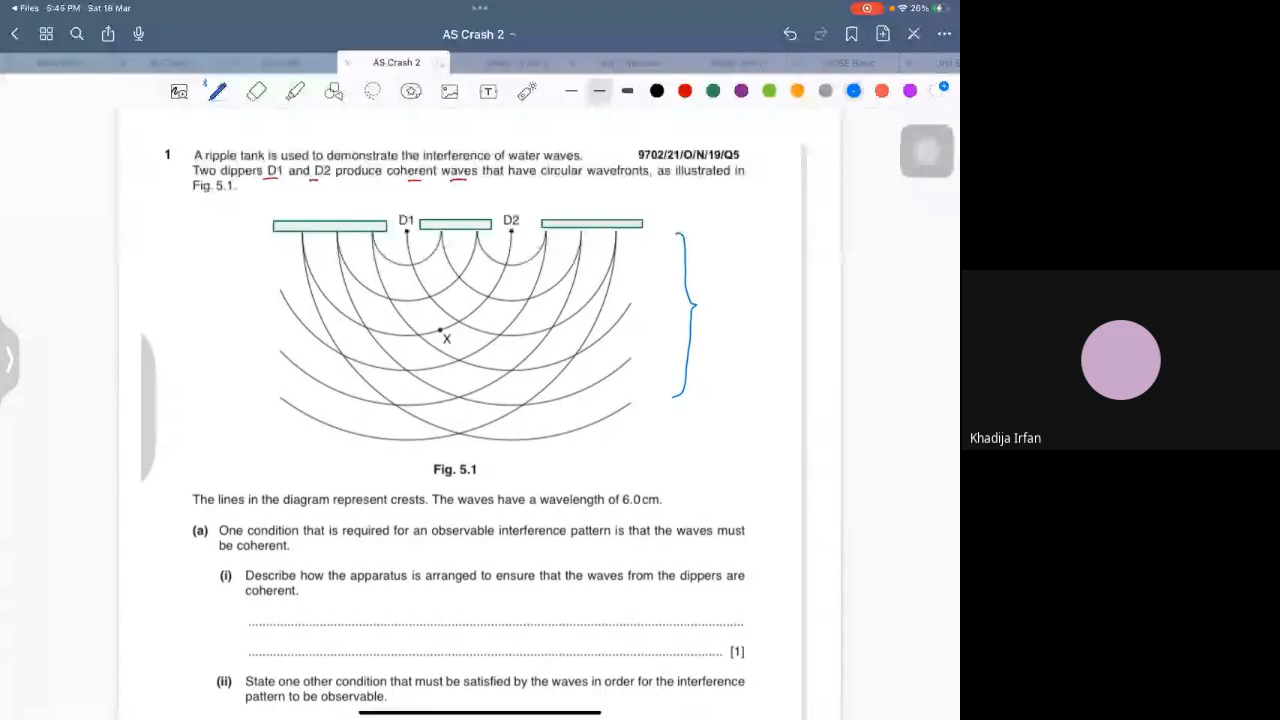 Files 5:45 PM Sat 18 Mar 26%
AS Crash 2
AS Crash 2
T
1 A ripple tank is used to demonstrate the interference of water waves. 9702/21/O/N/19/Q5
Two dippers D1 and D2 produce coherent waves that have circular wavefronts, as illustrated in
Fig. 5.1.
D1 D2
X
Fig. 5.1
The lines in the diagram represent crests. The waves have a wavelength of 6.0 cm.
(a) One condition that is required for an observable interference pattern is that the waves must
be coherent.
(i) Describe how the apparatus is arranged to ensure that the waves from the dippers are
coherent.
[1]
(ii) State one other condition that must be satisfied by the waves in order for the interference
pattern to be observable.
Khadija Irfan